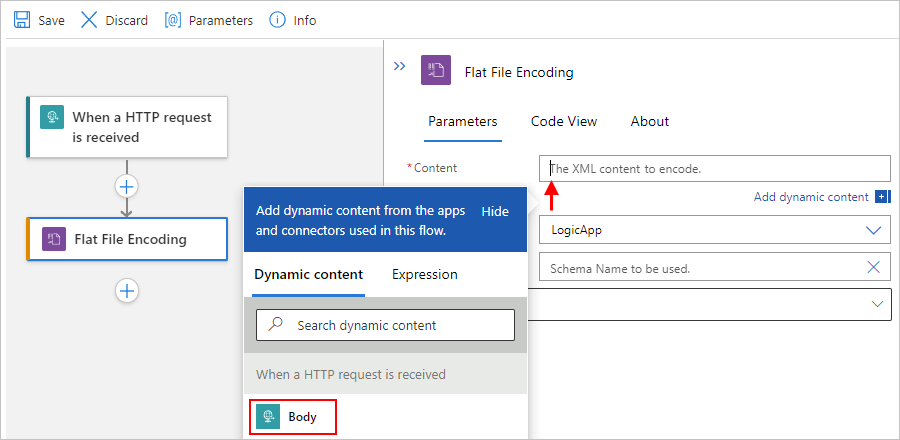 Save
Discard
[@] Parameters
Info
When a HTTP request
is received
Flat File Encoding
Flat File Encoding
Parameters
Code View
About
* Content
The XML content to encode.
Add dynamic content
LogicApp
Schema Name to be used.
Add dynamic content from the apps
and connectors used in this flow.
Hide
Dynamic content
Expression
Search dynamic content
When a HTTP request is received
Body